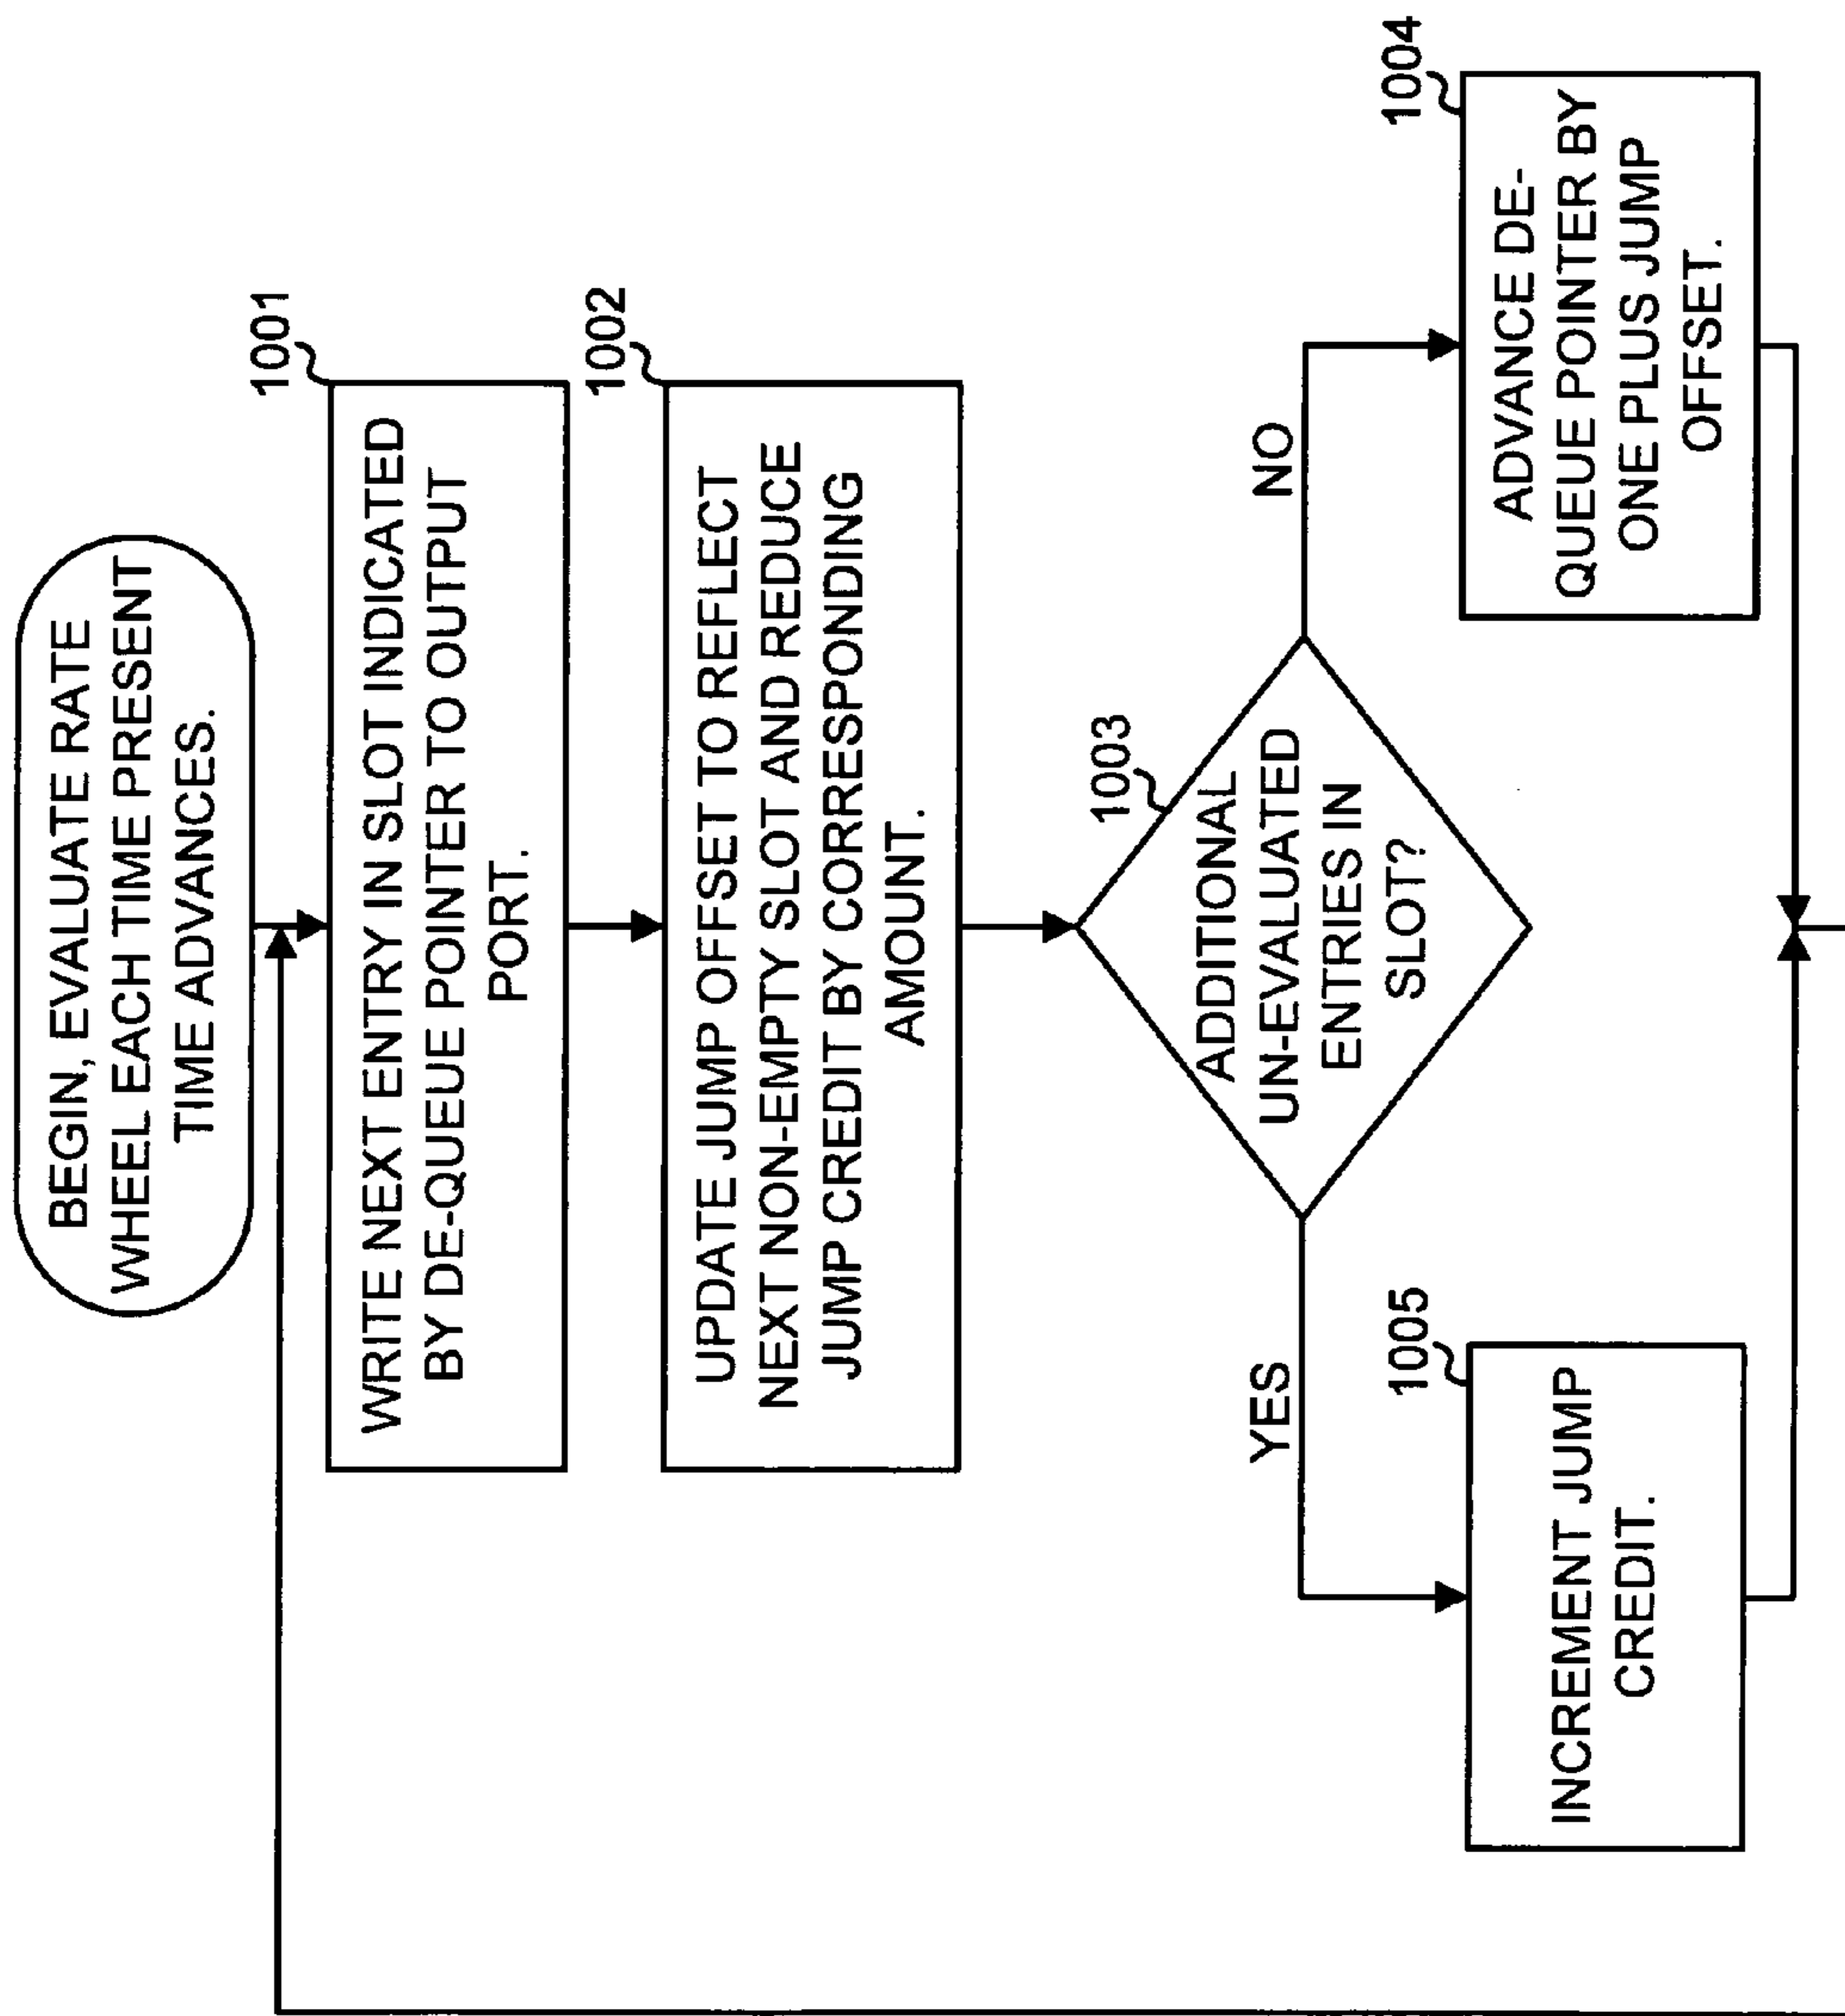 BEGIN, EVALUATE RATE
WHEEL EACH TIME PRESENT
TIME ADVANCES.
1001
WRITE NEXT ENTRY IN SLOT INDICATED
BY DE-QUEUE POINTER TO OUTPUT
PORT.
1002
UPDATE JUMP OFFSET TO REFLECT
NEXT NON-EMPTY SLOT AND REDUCE
JUMP CREDIT BY CORRESPONDING
AMOUNT.
1003
ADDITIONAL
UN-EVALUATED
ENTRIES IN
SLOT?
YES
NO
1005
INCREMENT JUMP
CREDIT.
1004
ADVANCE DE-
QUEUE POINTER BY
ONE PLUS JUMP
OFFSET.